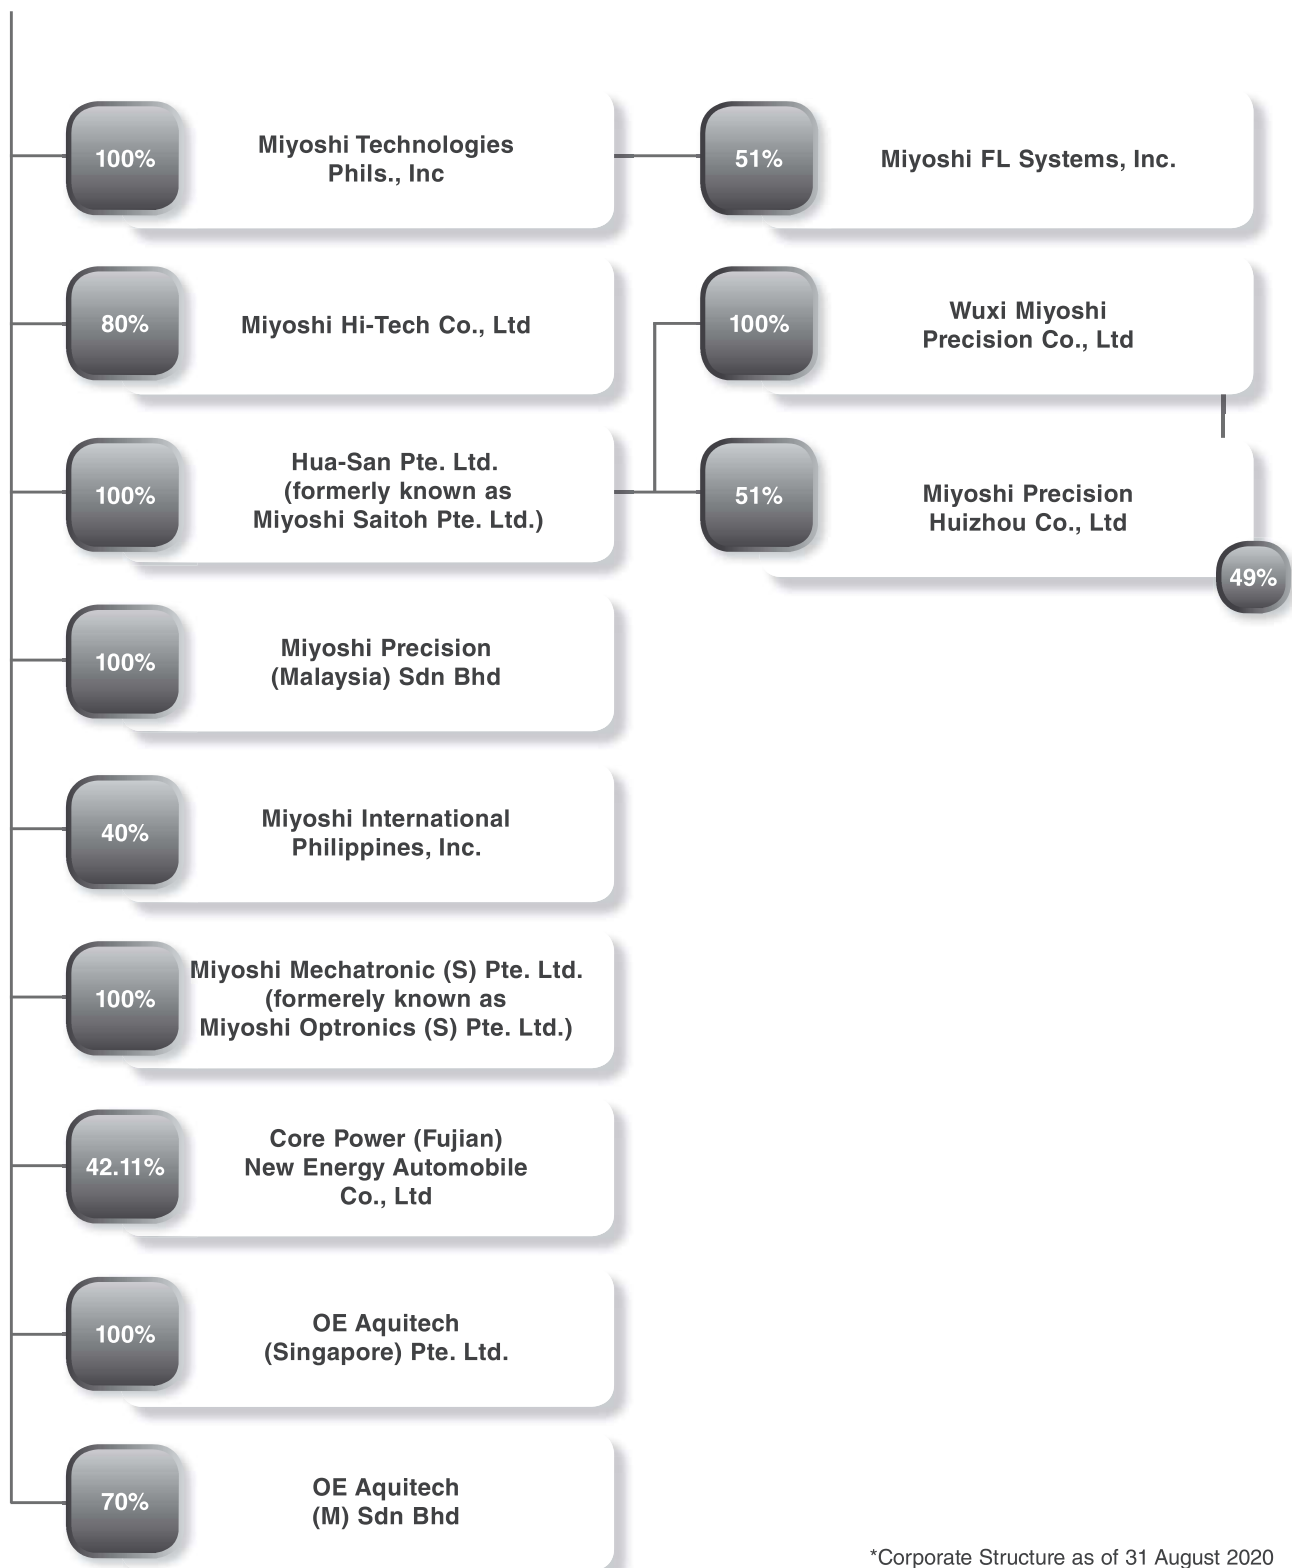 100%
Miyoshi Technologies
Phils., Inc
51%
Miyoshi FL Systems, Inc.
80%
Miyoshi Hi-Tech Co., Ltd
100%
Wuxi Miyoshi
Precision Co., Ltd
100%
Hua-San Pte. Ltd.
(formerly known as
Miyoshi Saitoh Pte. Ltd.)
51%
Miyoshi Precision
Huizhou Co., Ltd
49%
100%
Miyoshi Precision
(Malaysia) Sdn Bhd
40%
Miyoshi International
Philippines, Inc.
100%
Miyoshi Mechatronic (S) Pte. Ltd.
(formerely known as
Miyoshi Optronics (S) Pte. Ltd.)
42.11%
Core Power (Fujian)
New Energy Automobile
Co., Ltd
100%
OE Aquitech
(Singapore) Pte. Ltd.
70%
OE Aquitech
(M) Sdn Bhd
*Corporate Structure as of 31 August 2020